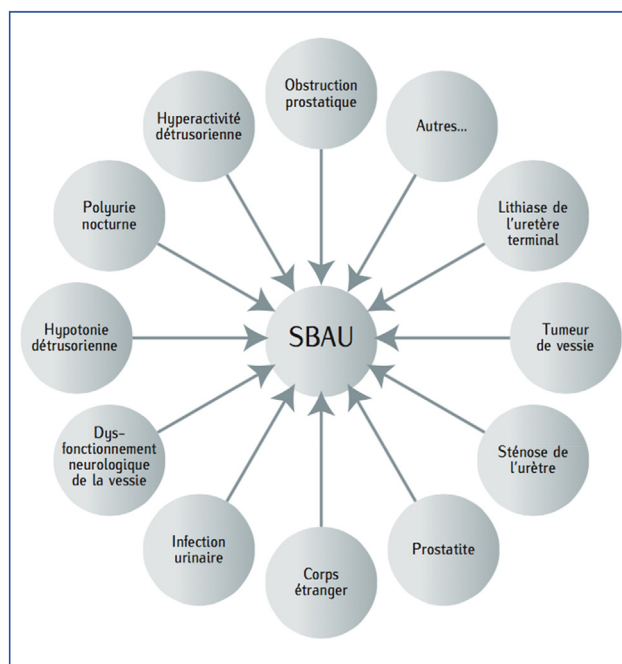 Obstruction
prostatique
Autres...
Lithiase de
l'uretère
terminal
Tumeur
de vessie
Sténose de
l'urètre
Prostatite
Corps
étranger
Infection
urinaire
Dys-
fonctionnement
neurologique
de la vessie
Hypotonie
détrusorienne
Polyurie
nocturne
Hyperactivité
détrusorienne
SBAU